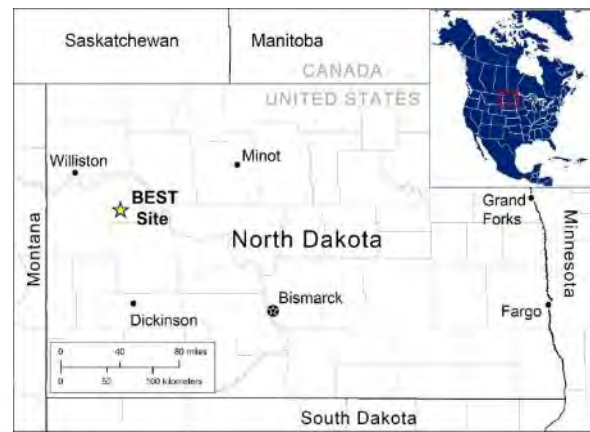 Saskatchewan
Manitoba
CANADA
UNITED STATES
Williston
Minot
BEST
Site
Grand
Forks
North Dakota
Montana
Minnesota
Bismarck
Dickinson
Fargo
0 40 80 miles
0 50 100 kilometers
South Dakota